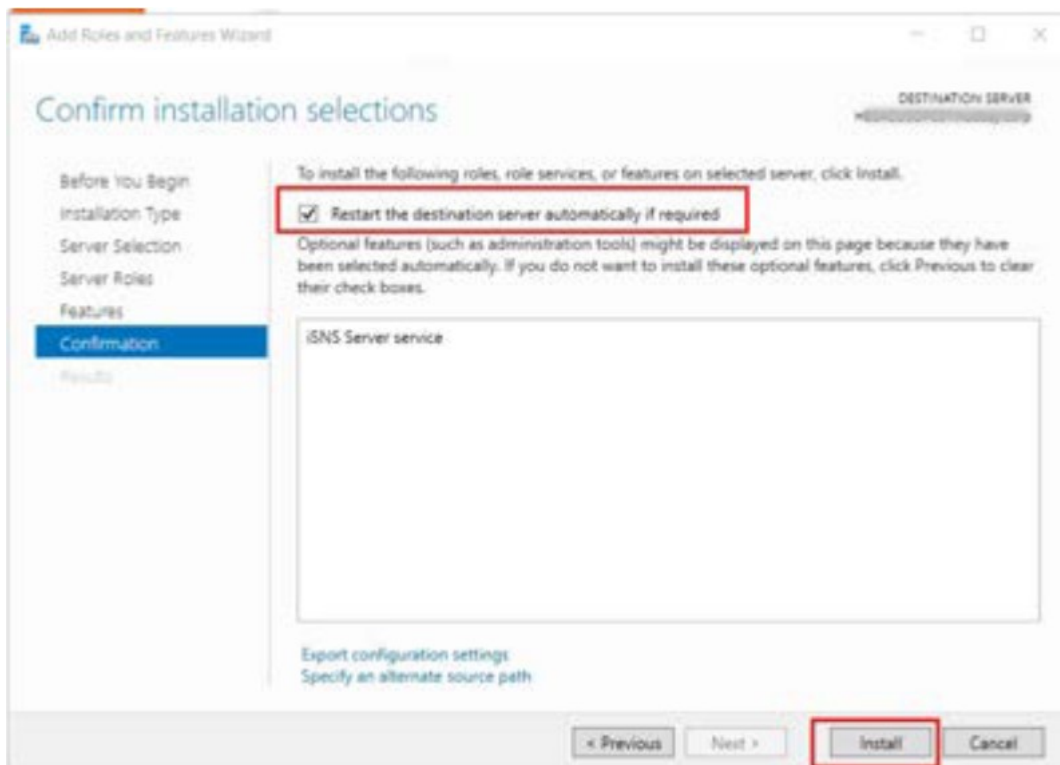 Add Roles and Features Wizard
Confirm installation selections
DESTINATION SERVER
Before You Begin
Installation Type
Server Selection
Server Roles
Features
Confirmation
Results
To install the following roles, role services, or features on selected server, click Install.
Restart the destination server automatically if required
Optional features (such as administration tools) might be displayed on this page because they have
been selected automatically. If you do not want to install these optional features, click Previous to clear
their check boxes.
iSNS Server service
Export configuration settings
Specify an alternate source path
< Previous
Next >
Install
Cancel